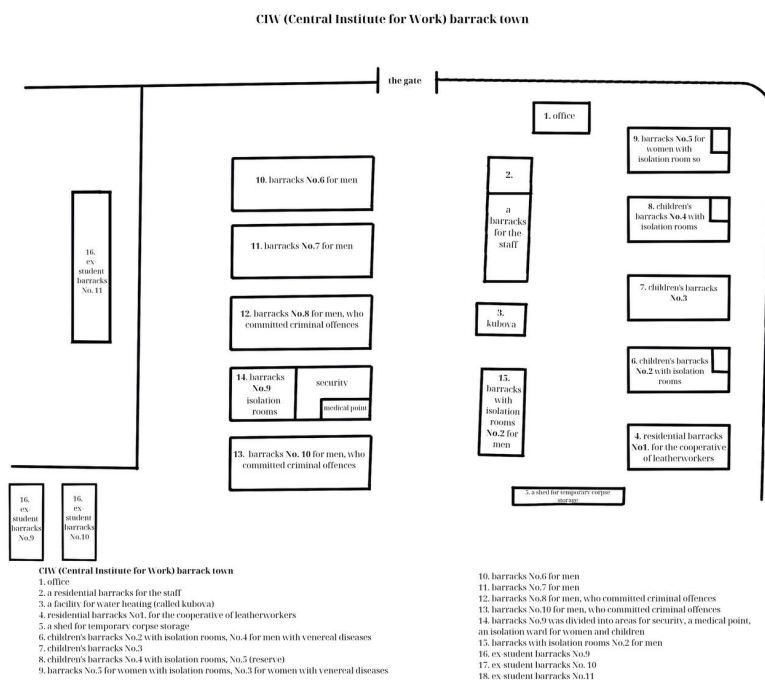 CIW (Central Institute for Work) barrack town
the gate
1. office
9. barracks No.5 for
women with
isolation room so
10. barracks No.6 for men
2.
a
barracks
for the
staff
8. children's
barracks No.4 with
isolation rooms
16.
ex-
student
barracks
No. 11
11. barracks No.7 for men
7. children's barracks
No.3
12. barracks No.8 for men, who
committed criminal offences
3.
kubova
6. children's barracks
No.2 with isolation
rooms
14. barracks
No.9
isolation
rooms
security
medical point
15.
barracks
with
isolation
rooms
No.2 for
men
4. residential barracks
No1. for the cooperative
of leatherworkers
13. barracks No. 10 for men, who
committed criminal offences
5. a shed for temporary corpse
storage
16.
ex-
student
barracks
No.9
16.
ex-
student
barracks
No.10
CIW (Central Institute for Work) barrack town
1. office
2. a residential barracks for the staff
3. a facility for water heating (called kubova)
4. residential barracks No1. for the cooperative of leatherworkers
5. a shed for temporary corpse storage
6. children's barracks No.2 with isolation rooms, No.4 for men with venereal diseases
7. children's barracks No.3
8. children's barracks No.4 with isolation rooms, No.5 (reserve)
9. barracks No.5 for women with isolation rooms, No.3 for women with venereal diseases
10. barracks No.6 for men
11. barracks No.7 for men
12. barracks No.8 for men, who committed criminal offences
13. barracks No.10 for men, who committed criminal offences
14. barracks No.9 was divided into areas for security, a medical point,
an isolation ward for women and children
15. barracks with isolation rooms No.2 for men
16. ex-student barracks No.9
17. ex-student barracks No. 10
18. ex-student barracks No.11